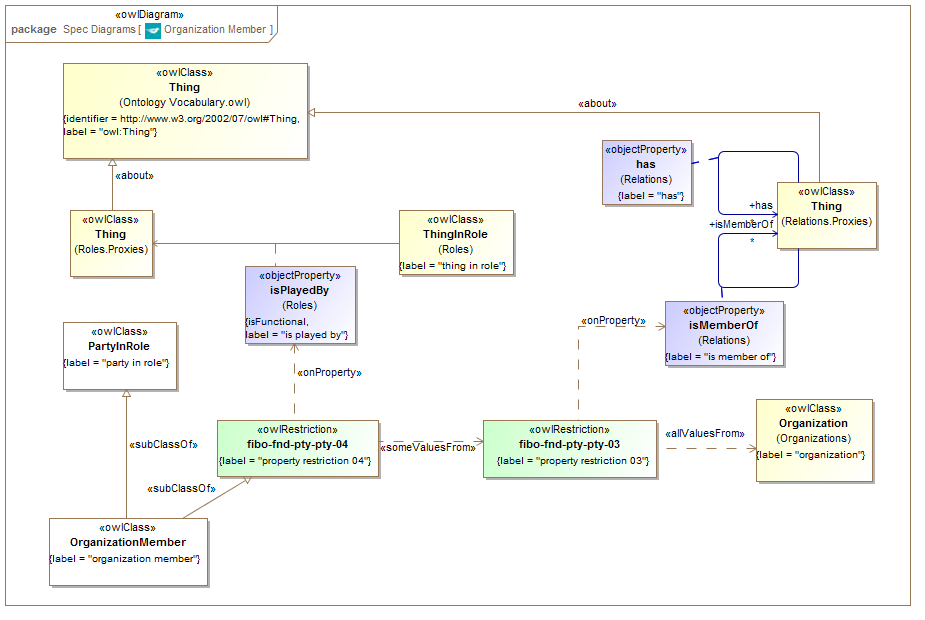 «owlDiagram»
package Spec Diagrams [ Organization Member ]
«owlClass»
Thing
(Ontology Vocabulary.owl)
{identifier = http://www.w3.org/2002/07/owl#Thing,
label = "owl:Thing"}
«about»
«about»
«objectProperty»
has
(Relations)
{label = "has"}
«owlClass»
Thing
(Relations.Proxies)
+has
*
+isMemberOf
*
«owlClass»
Thing
(Roles.Proxies)
«owlClass»
ThingInRole
(Roles)
{label = "thing in role"}
«objectProperty»
isPlayedBy
(Roles)
{isFunctional,
label = "is played by"}
«objectProperty»
isMemberOf
(Relations)
{label = "is member of"}
«onProperty»
«owlClass»
PartyInRole
{label = "party in role"}
«onProperty»
«owlClass»
Organization
(Organizations)
{label = "organization"}
«owlRestriction»
fibo-fnd-pty-pty-04
{label = "property restriction 04"}
«someValuesFrom»
«owlRestriction»
fibo-fnd-pty-pty-03
{label = "property restriction 03"}
«allValuesFrom»
«subClassOf»
«subClassOf»
«owlClass»
OrganizationMember
{label = "organization member"}